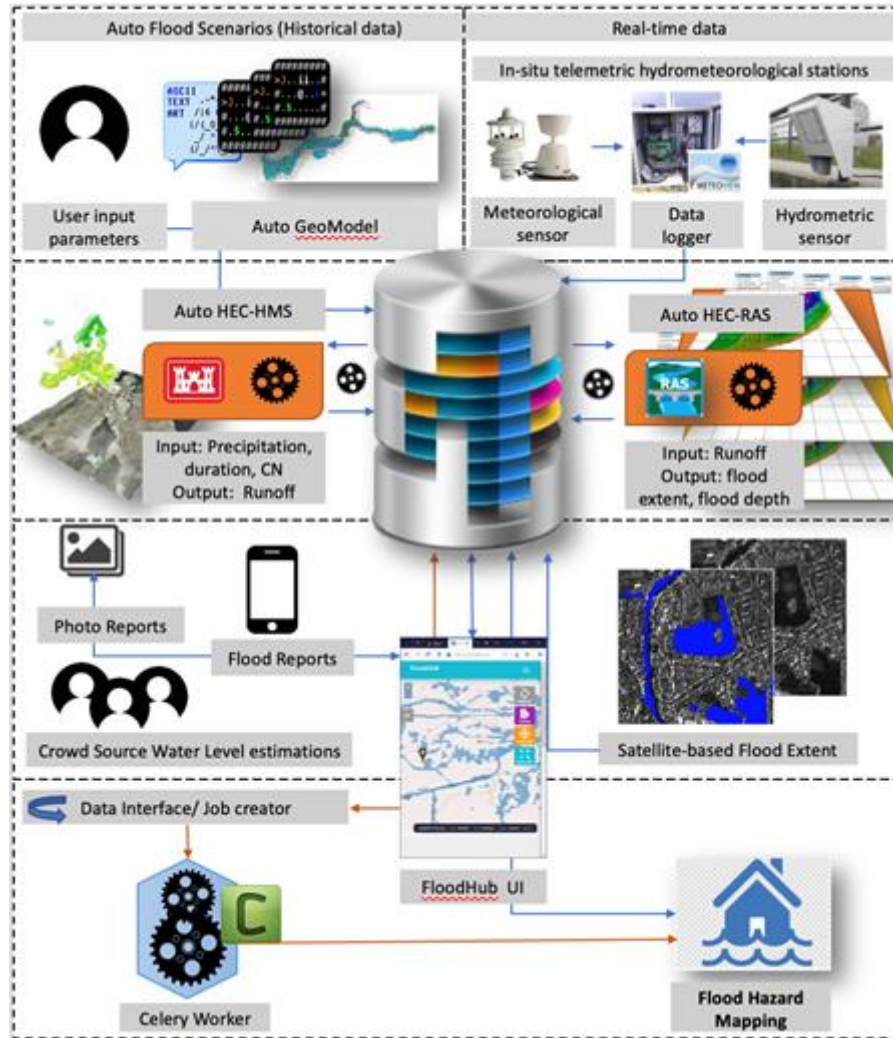 Auto Flood Scenarios (Historical data)
Real-time data
In-situ telemetric hydrometeorological stations
ASCII
TEXT
ART
User input
parameters
Auto GeoModel
Meteorological
sensor
Data
logger
Hydrometric
sensor
Auto HEC-HMS
Auto HEC-RAS
RAS
Input: Precipitation,
duration, CN
Output: Runoff
Input: Runoff
Output: flood
extent, flood depth
Photo Reports
Flood Reports
Crowd Source Water Level estimations
Satellite-based Flood Extent
Data Interface/ Job creator
FloodHub UI
C
Celery Worker
Flood Hazard
Mapping